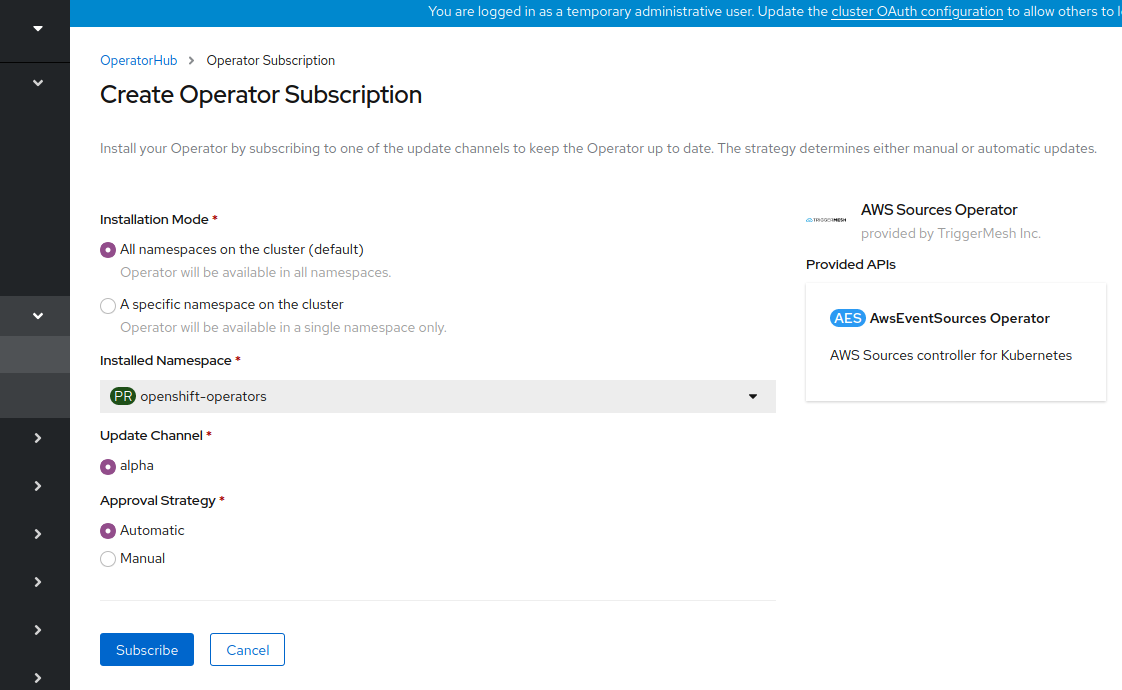 You are logged in as a temporary administrative user. Update the cluster OAuth configuration to allow others to
OperatorHub > Operator Subscription
Create Operator Subscription
Install your Operator by subscribing to one of the update channels to keep the Operator up to date. The strategy determines either manual or automatic updates.
Installation Mode *
All namespaces on the cluster (default)
Operator will be available in all namespaces.
A specific namespace on the cluster
Operator will be available in a single namespace only.
Installed Namespace *
PR openshift-operators
Update Channel *
alpha
Approval Strategy *
Automatic
Manual
Subscribe Cancel
TRIGGERMESH
AWS Sources Operator
provided by TriggerMesh Inc.
Provided APIs
AES AwsEventSources Operator
AWS Sources controller for Kubernetes